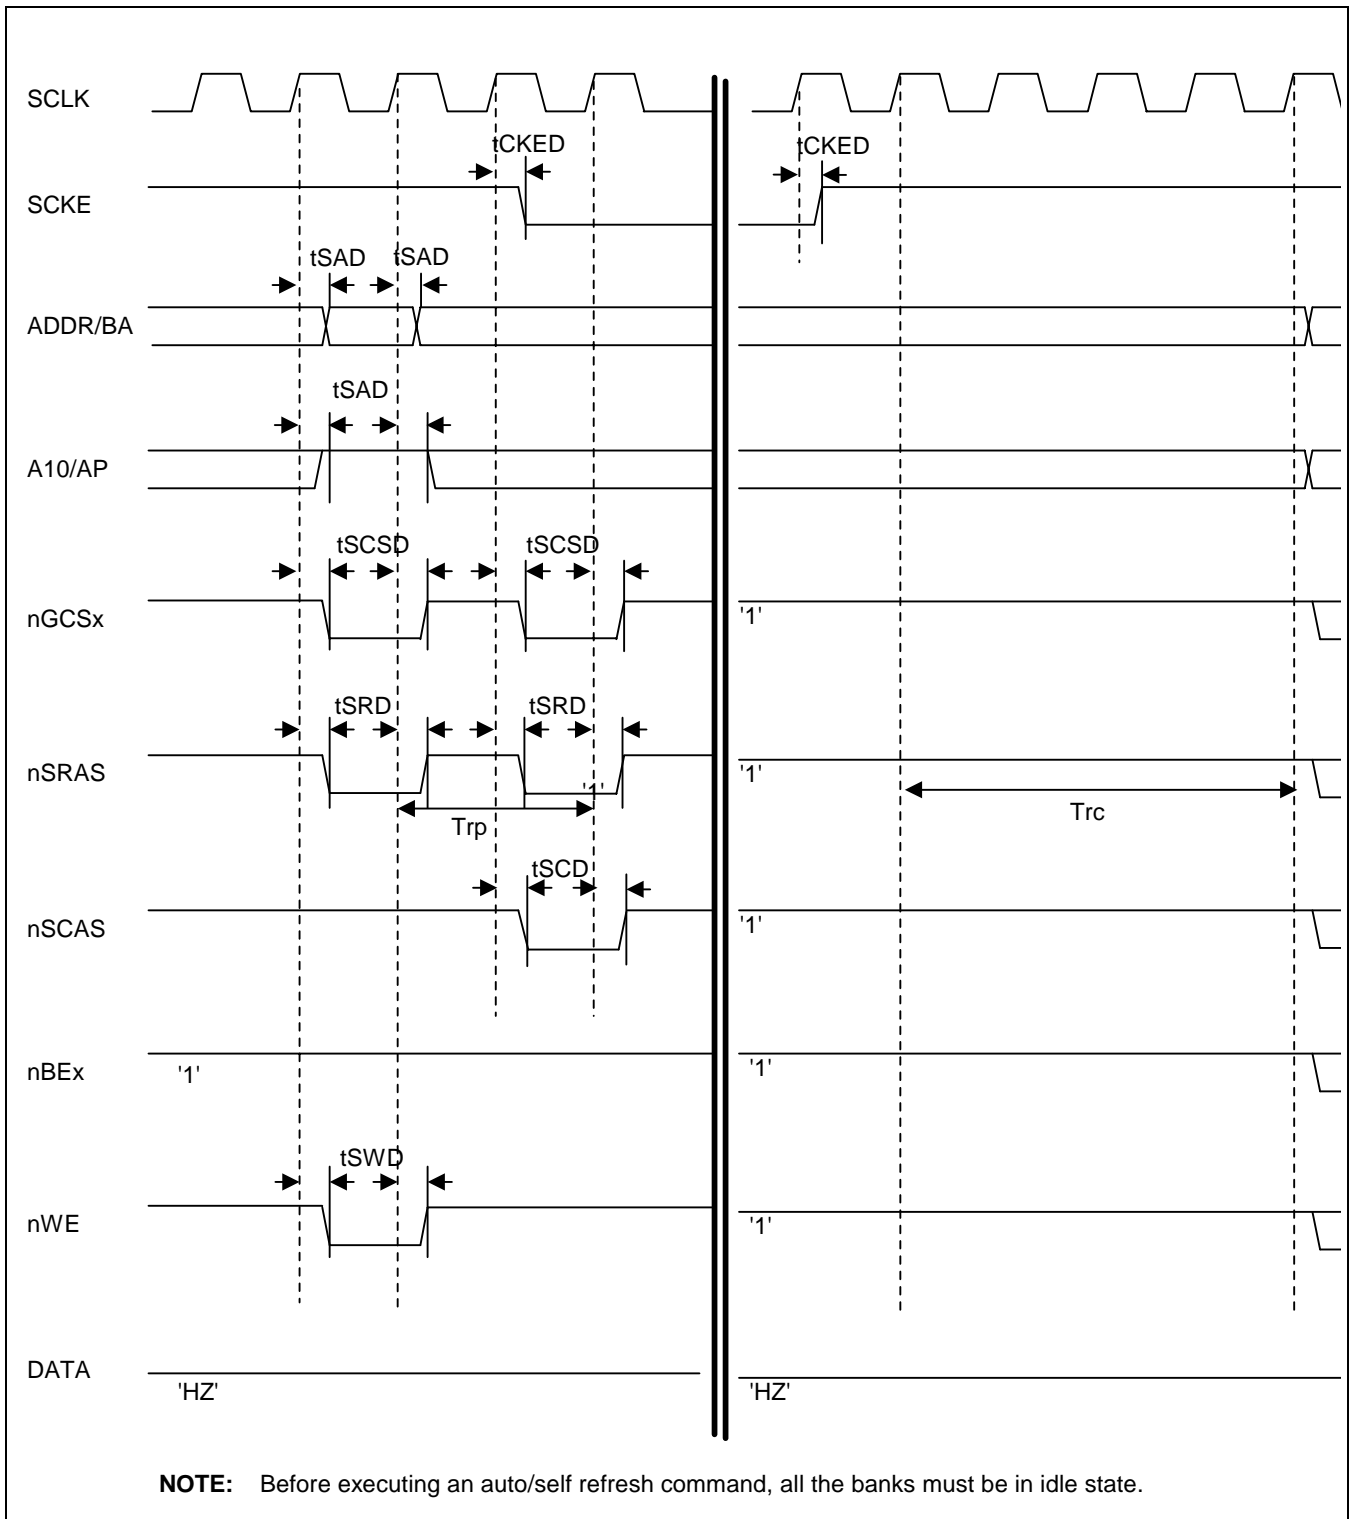 SCLK
tCKED
tCKED
SCKE
tSAD
tSAD
ADDR/BA
tSAD
A10/AP
tSCSD
tSCSD
nGCSx
'1'
tSRD
tSRD
nSRAS
'1'
'1'
Trp
Trc
tSCD
nSCAS
'1'
nBEx
'1'
'1'
tSWD
nWE
'1'
DATA
'HZ'
'HZ'
NOTE: Before executing an auto/self refresh command, all the banks must be in idle state.